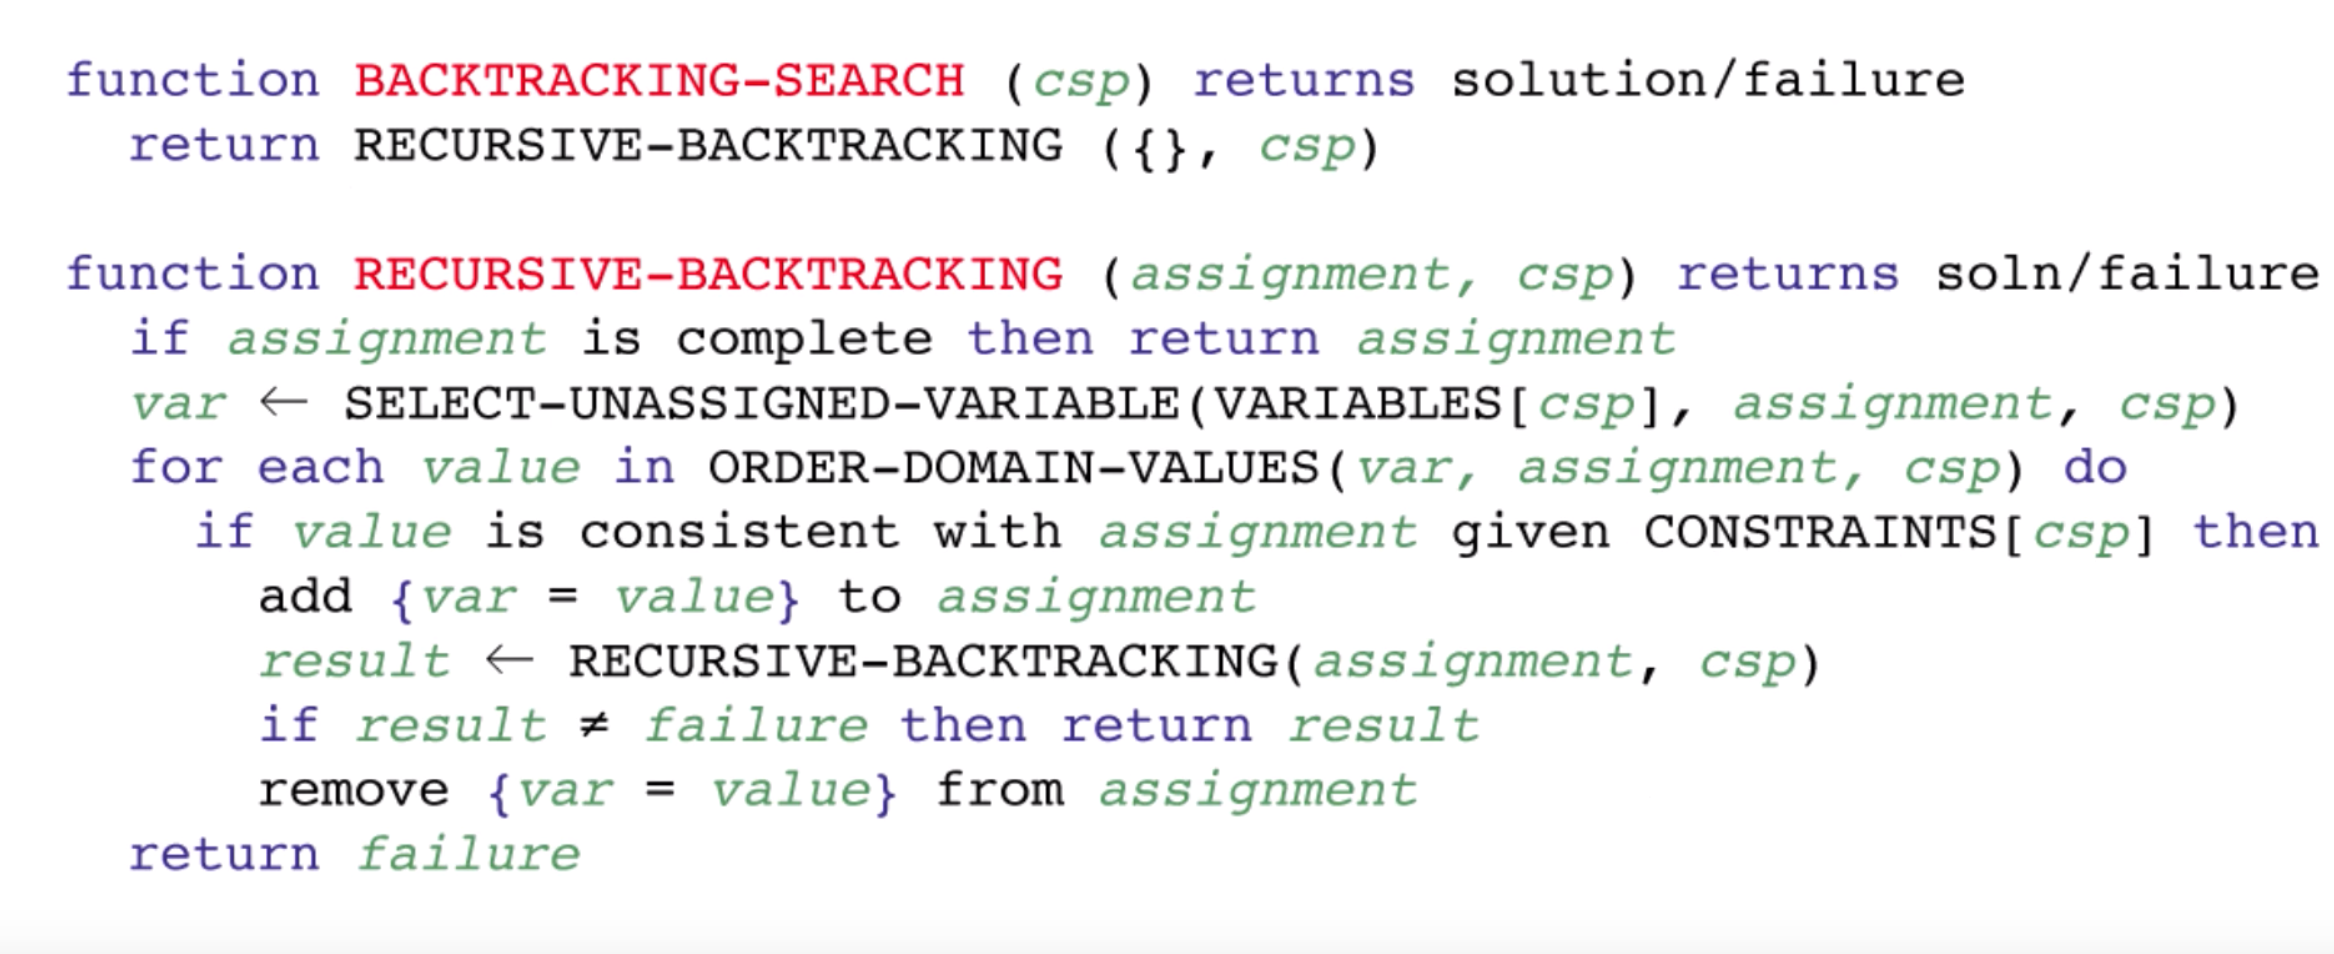 function BACKTRACKING-SEARCH (csp) returns solution/failure
return RECURSIVE-BACKTRACKING ({}, csp)
function RECURSIVE-BACKTRACKING (assignment, csp) returns soln/failure
if assignment is complete then return assignment
var ← SELECT-UNASSIGNED-VARIABLE(VARIABLES[csp], assignment, csp)
for each value in ORDER-DOMAIN-VALUES(var, assignment, csp) do
if value is consistent with assignment given CONSTRAINTS[csp] then
add {var = value} to assignment
result ← RECURSIVE-BACKTRACKING(assignment, csp)
if result ≠ failure then return result
remove {var = value} from assignment
return failure